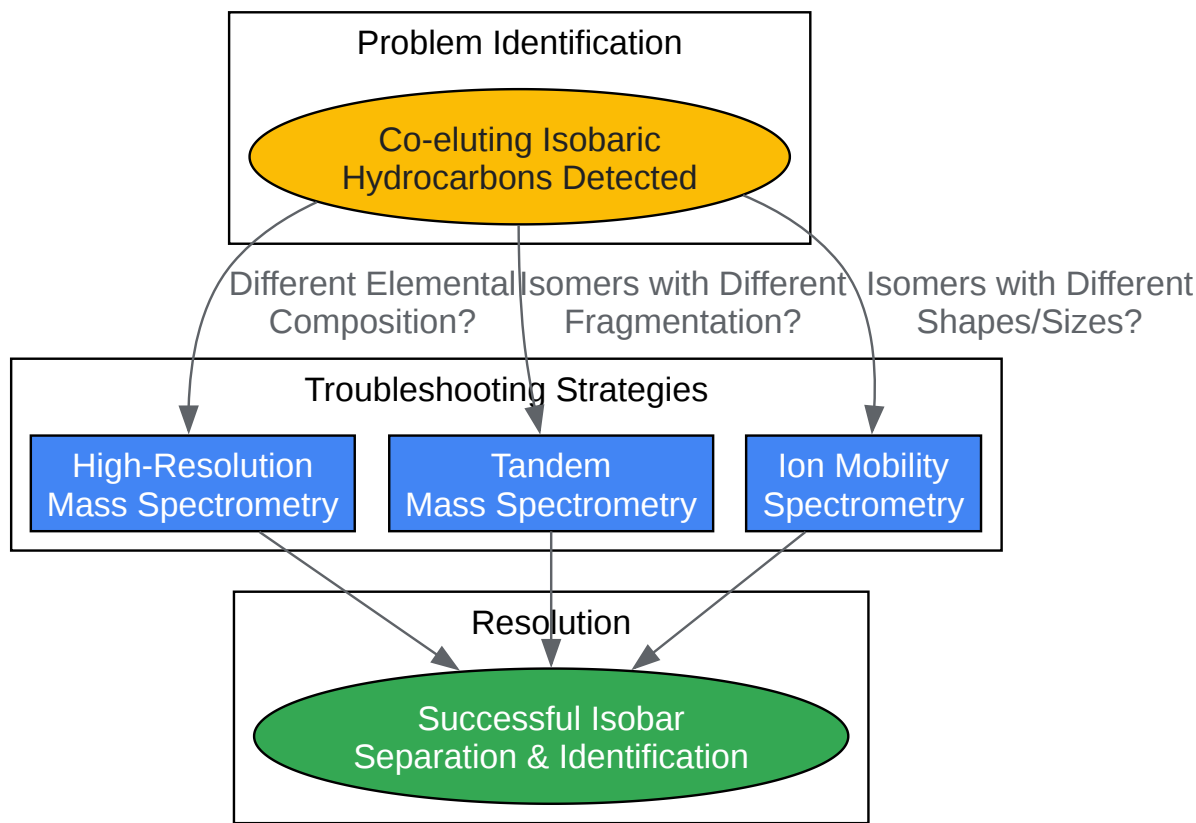 Problem Identification
Co-eluting Isobaric
Hydrocarbons Detected
Different Elemental
Composition?
Isomers with Different
Fragmentation?
Isomers with Different
Shapes/Sizes?
Troubleshooting Strategies
High-Resolution
Mass Spectrometry
Tandem
Mass Spectrometry
Ion Mobility
Spectrometry
Resolution
Successful Isobar
Separation & Identification